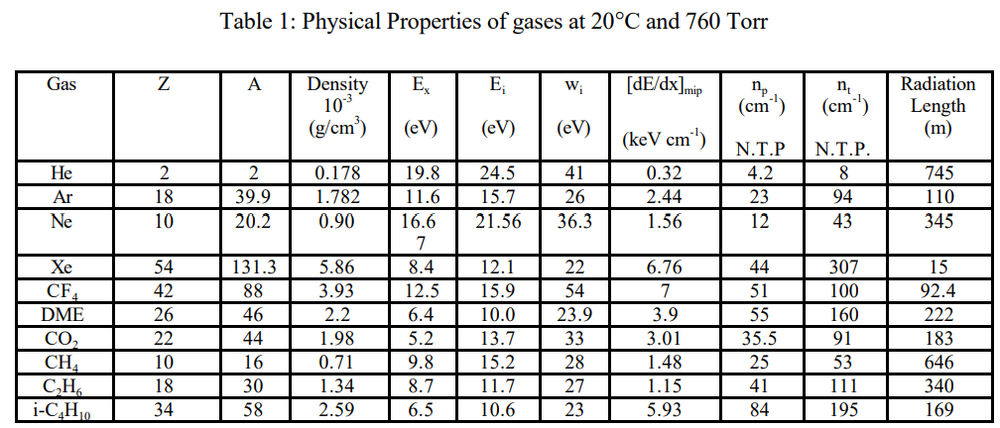 Table 1: Physical Properties of gases at 20°C and 760 Torr
Gas Z A Density 10⁻³ (g/cm³) Eₓ (eV) Eᵢ (eV) wᵢ (eV) [dE/dx]ₘᵢₚ (keV cm⁻¹) nₚ (cm⁻¹) N.T.P nₜ (cm⁻¹) N.T.P. Radiation Length (m)
He 2 2 0.178 19.8 24.5 41 0.32 4.2 8 745
Ar 18 39.9 1.782 11.6 15.7 26 2.44 23 94 110
Ne 10 20.2 0.90 16.67 21.56 36.3 1.56 12 43 345
Xe 54 131.3 5.86 8.4 12.1 22 6.76 44 307 15
CF₄ 42 88 3.93 12.5 15.9 54 7 51 100 92.4
DME 26 46 2.2 6.4 10.0 23.9 3.9 55 160 222
CO₂ 22 44 1.98 5.2 13.7 33 3.01 35.5 91 183
CH₄ 10 16 0.71 9.8 15.2 28 1.48 25 53 646
C₂H₆ 18 30 1.34 8.7 11.7 27 1.15 41 111 340
i-C₄H₁₀ 34 58 2.59 6.5 10.6 23 5.93 84 195 169